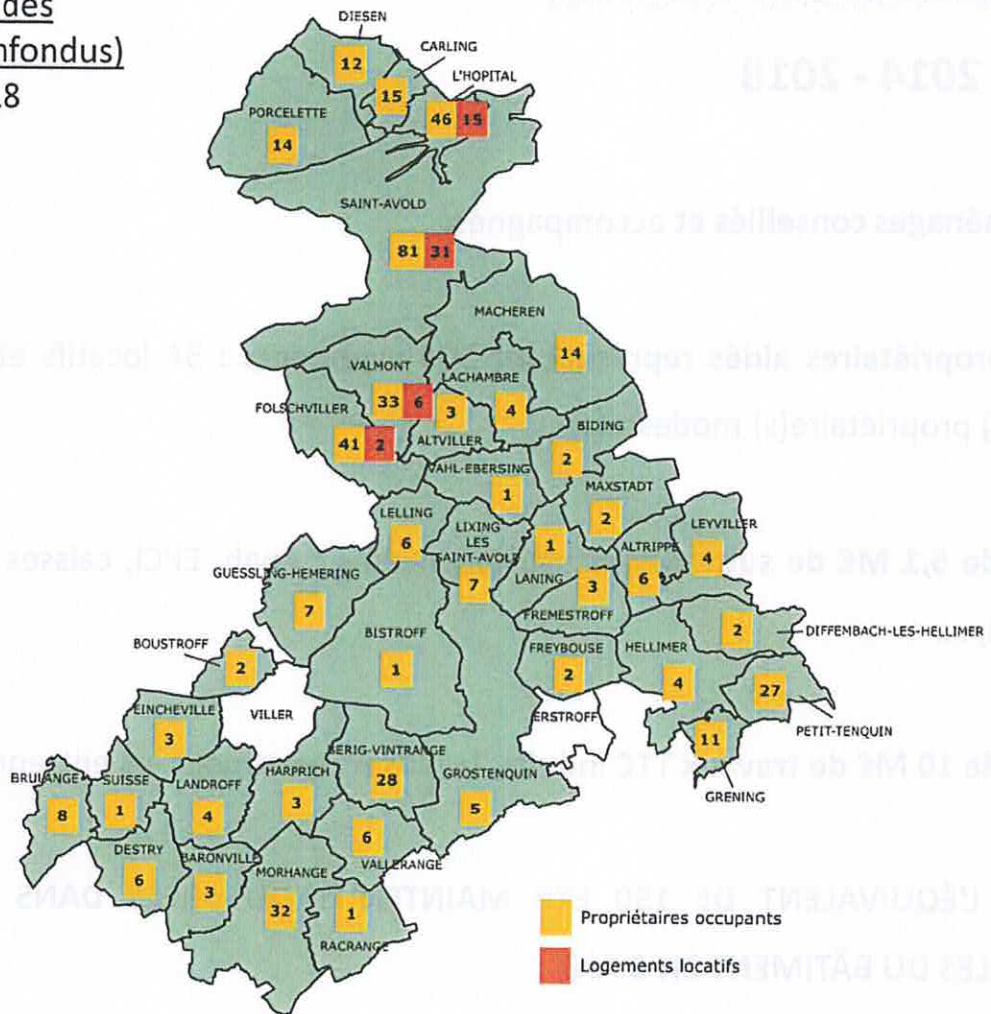 des
nfondus)
18
DIESEN
12
CARLING
15
L'HOPITAL
46 15
PORCELETTE
14
SAINT-AVOLD
81 31
MACHEREN
14
VALMONT
33 6
LACHAMBRE
4
FOLSCHVILLER
41 2
3
ALTVILLER
BIDING
2
VAHL-EBERSING
1
MAXSTADT
2
LELLING
6
LIXING
LES
SAINT-AVOLD
7
1
LANING
ALTRIPPE
6
LEYVILLER
4
3
FREMESTROFF
GUESSLING-HEMERING
7
BISTROFF
1
FREYBOUSE
2
HELLIMER
4
2
DIFFEMBACH-LES-HELLIMER
BOUSTROFF
2
27
PETIT-TENQUIN
VILLER
ERSTROFF
11
GRENING
EINCHEVILLE
3
BERIG-VINTRANGE
28
GROSTENQUIN
5
BRULANGE
8
SUISSE
1
LANDROFF
4
HARPRICH
3
6
VALLERANGE
DESTRY
6
BARONVILLE
3
MORHANGE
32
1
RACRANGE
Propriétaires occupants
Logements locatifs
2014 - 2018